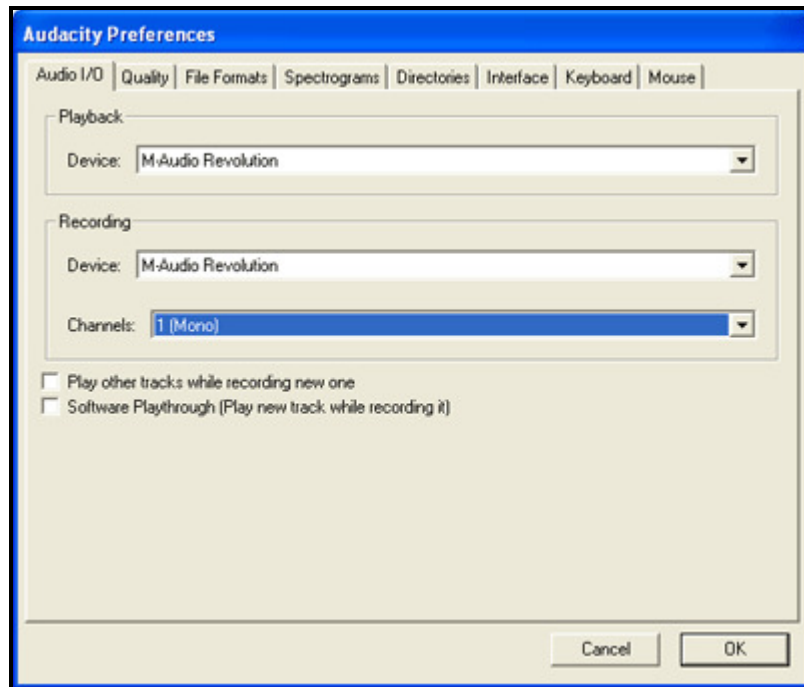 Audacity Preferences
Audio I/O Quality File Formats Spectrograms Directories Interface Keyboard Mouse
Playback
Device: M-Audio Revolution
Recording
Device: M-Audio Revolution
Channels: 1 (Mono)
Play other tracks while recording new one
Software Playthrough (Play new track while recording it)
Cancel OK